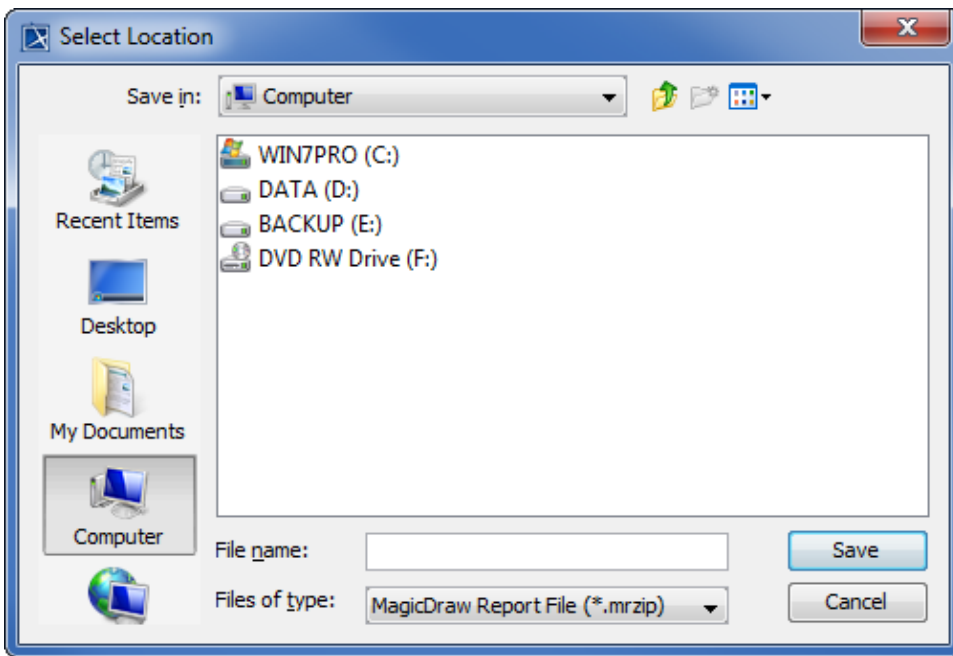 Select Location
Save in: Computer
WIN7PRO (C:)
DATA (D:)
BACKUP (E:)
DVD RW Drive (F:)
Recent Items
Desktop
My Documents
Computer
File name:
Save
Files of type: MagicDraw Report File (*.mrzip)
Cancel